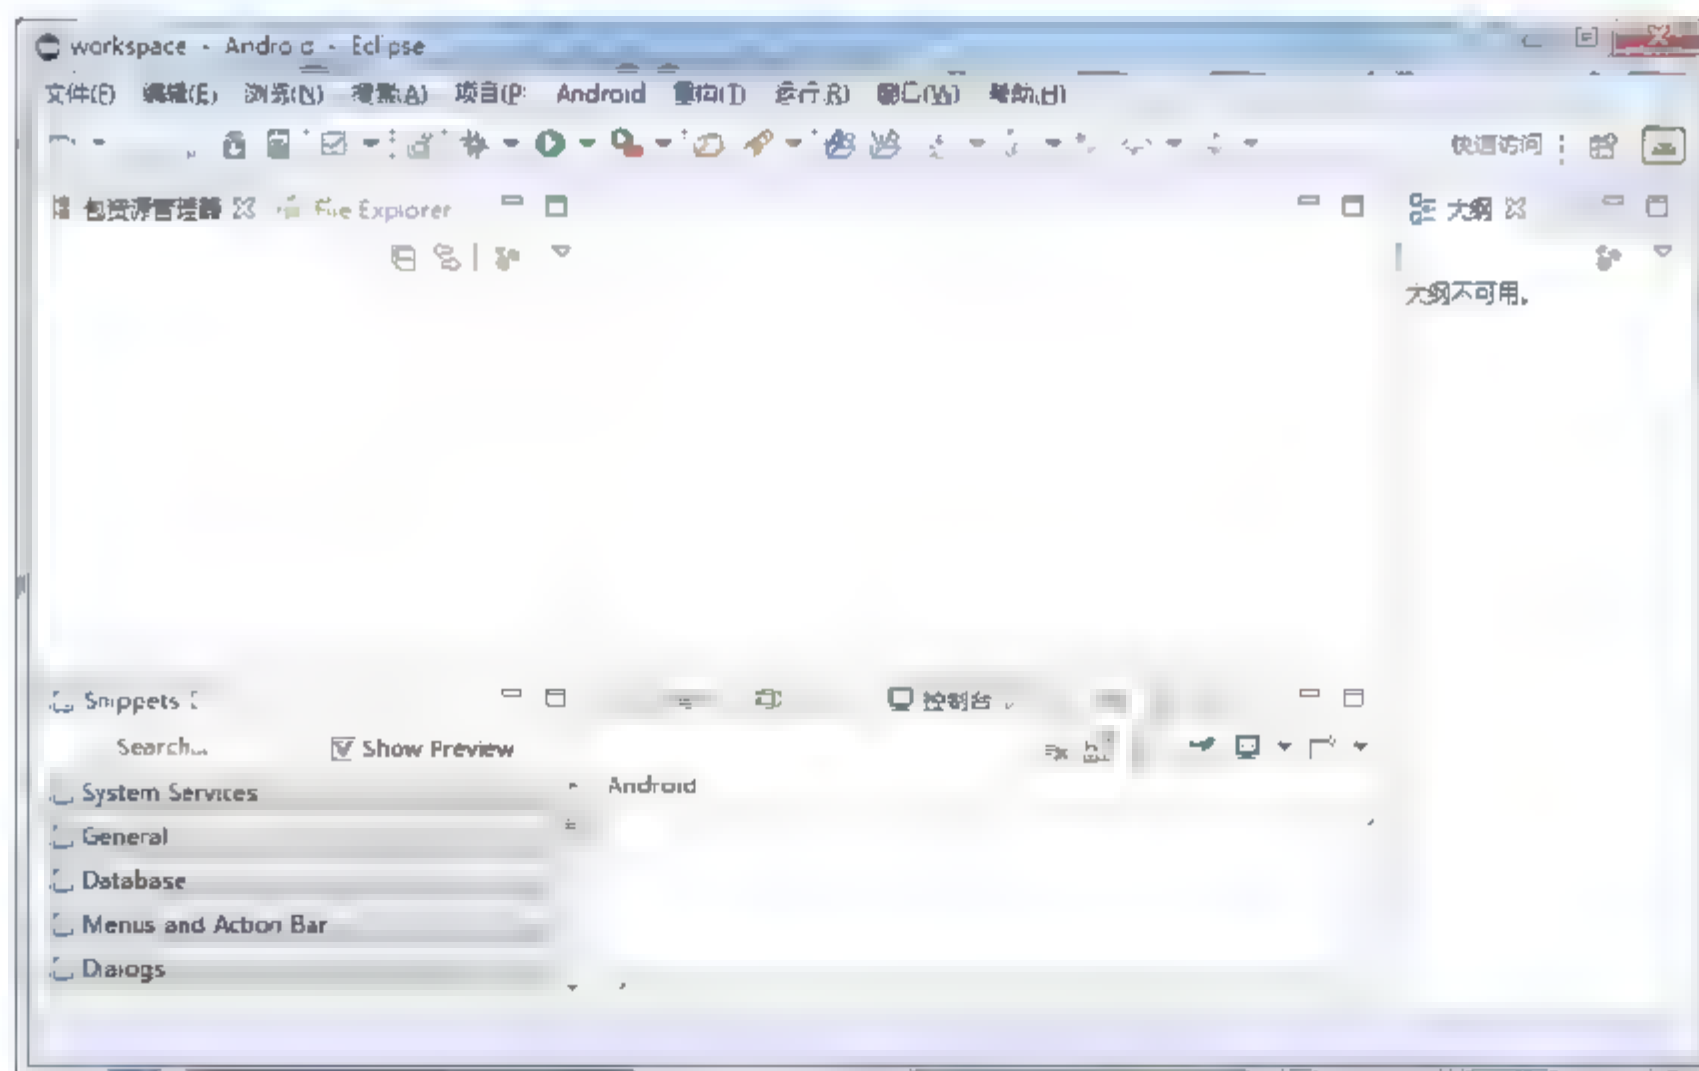 workspace - Android - Eclipse
文件(F) 编辑(E) 浏览(N) 搜索(A) 项目(P) Android 重构(T) 运行(R) 窗口(W) 帮助(H)
快速访问
包资源管理器 File Explorer
大纲
大纲不可用。
Snippets
控制台
Search...
Show Preview
Android
System Services
General
Database
Menus and Action Bar
Dialogs